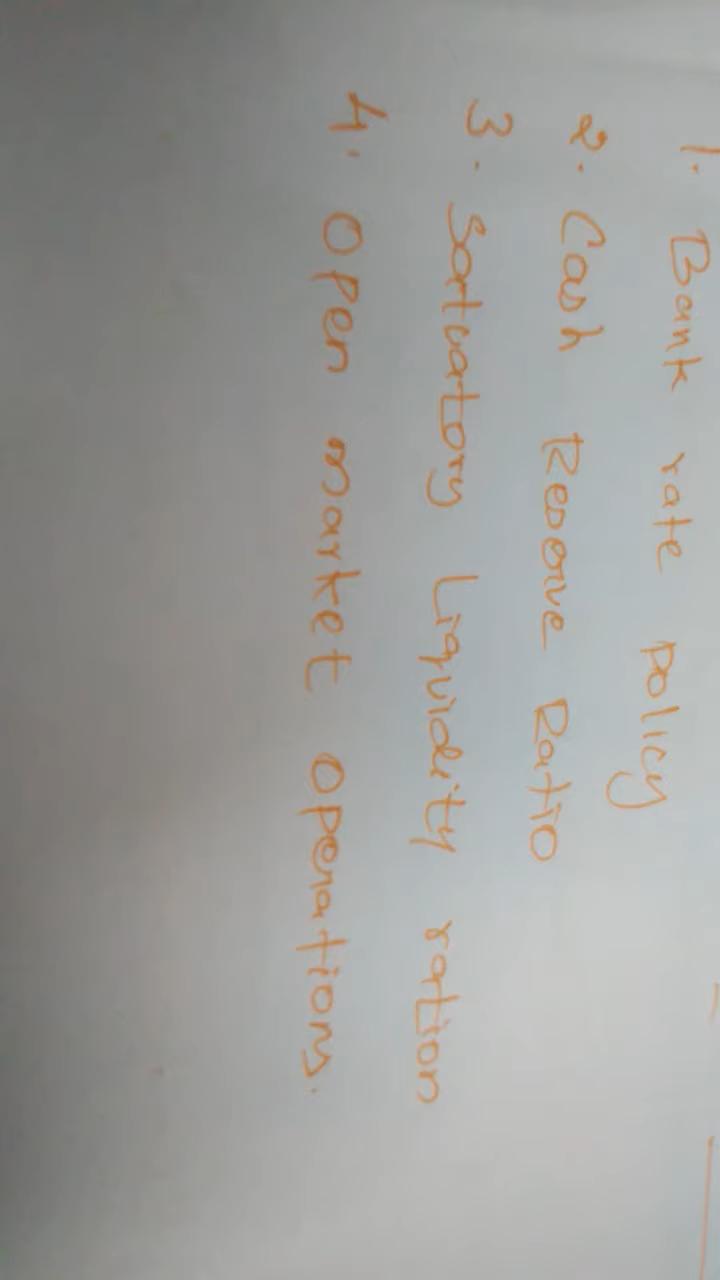 1. Bank rate policy
2. Cash Reserve Ratio
3. Sartuatory Liquidity ration
4. Open market operations.